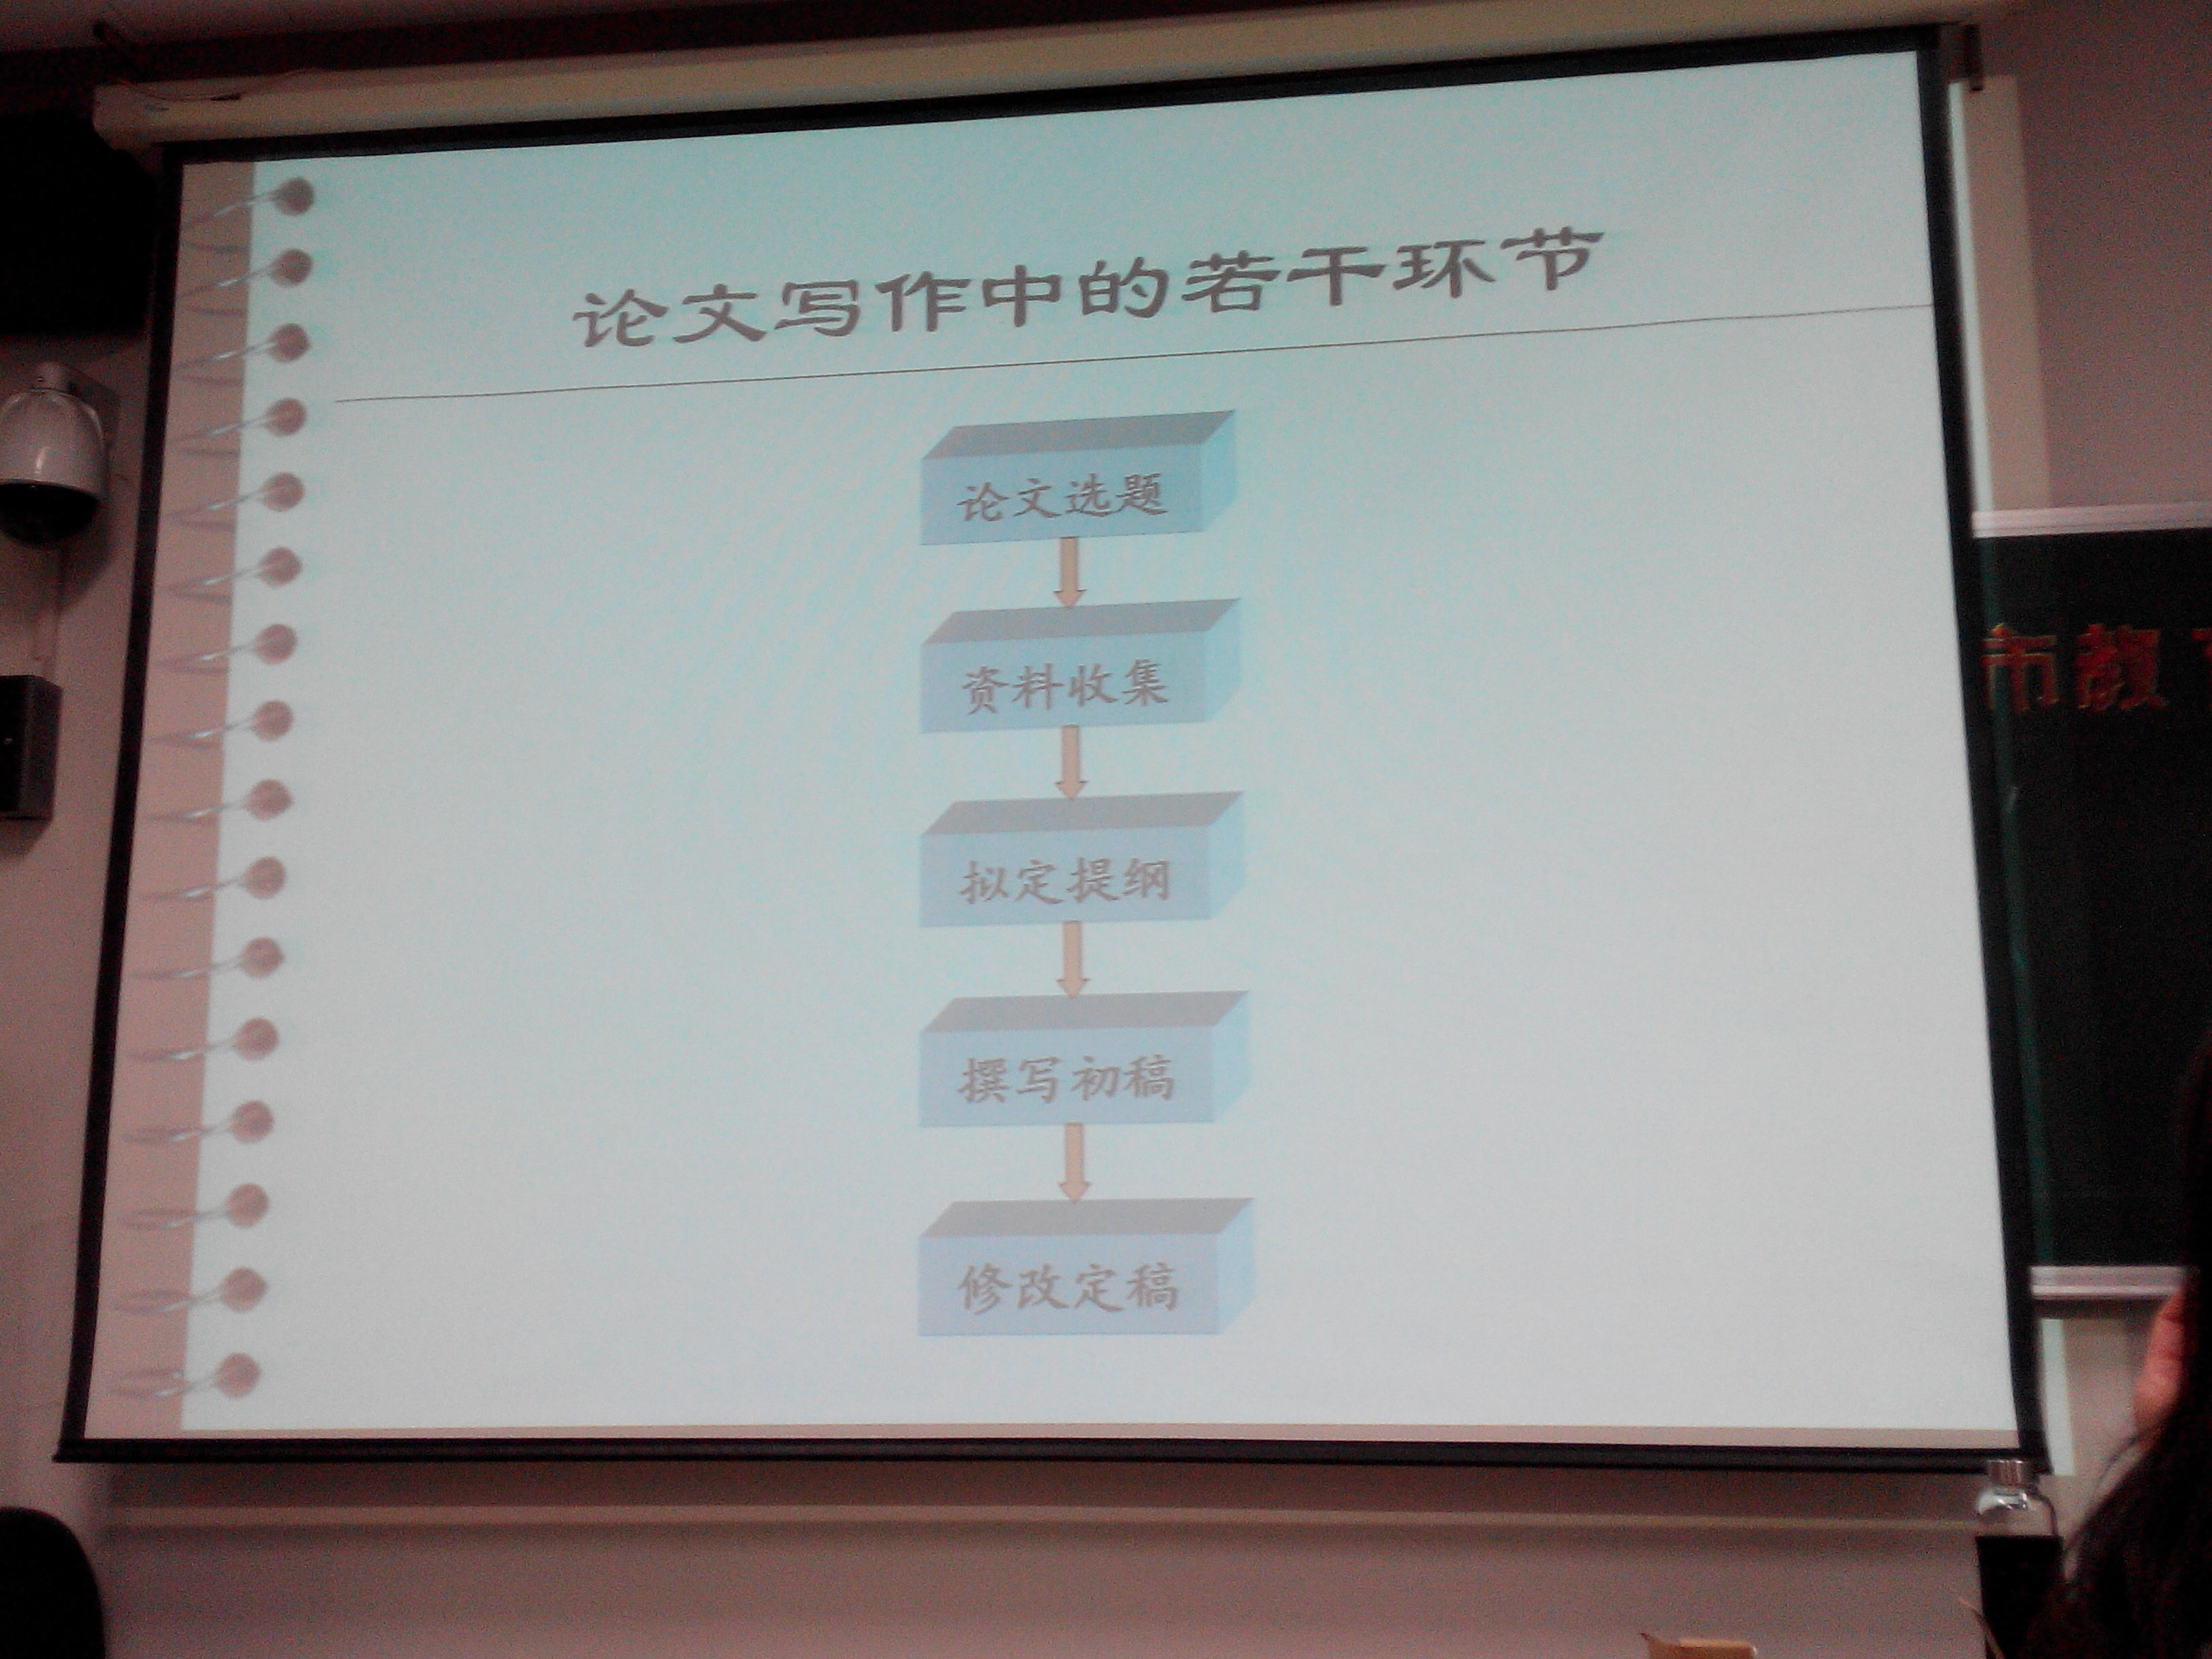 论文写作中的若干环节
论文选题
资料收集
拟定提纲
撰写初稿
修改定稿
市教